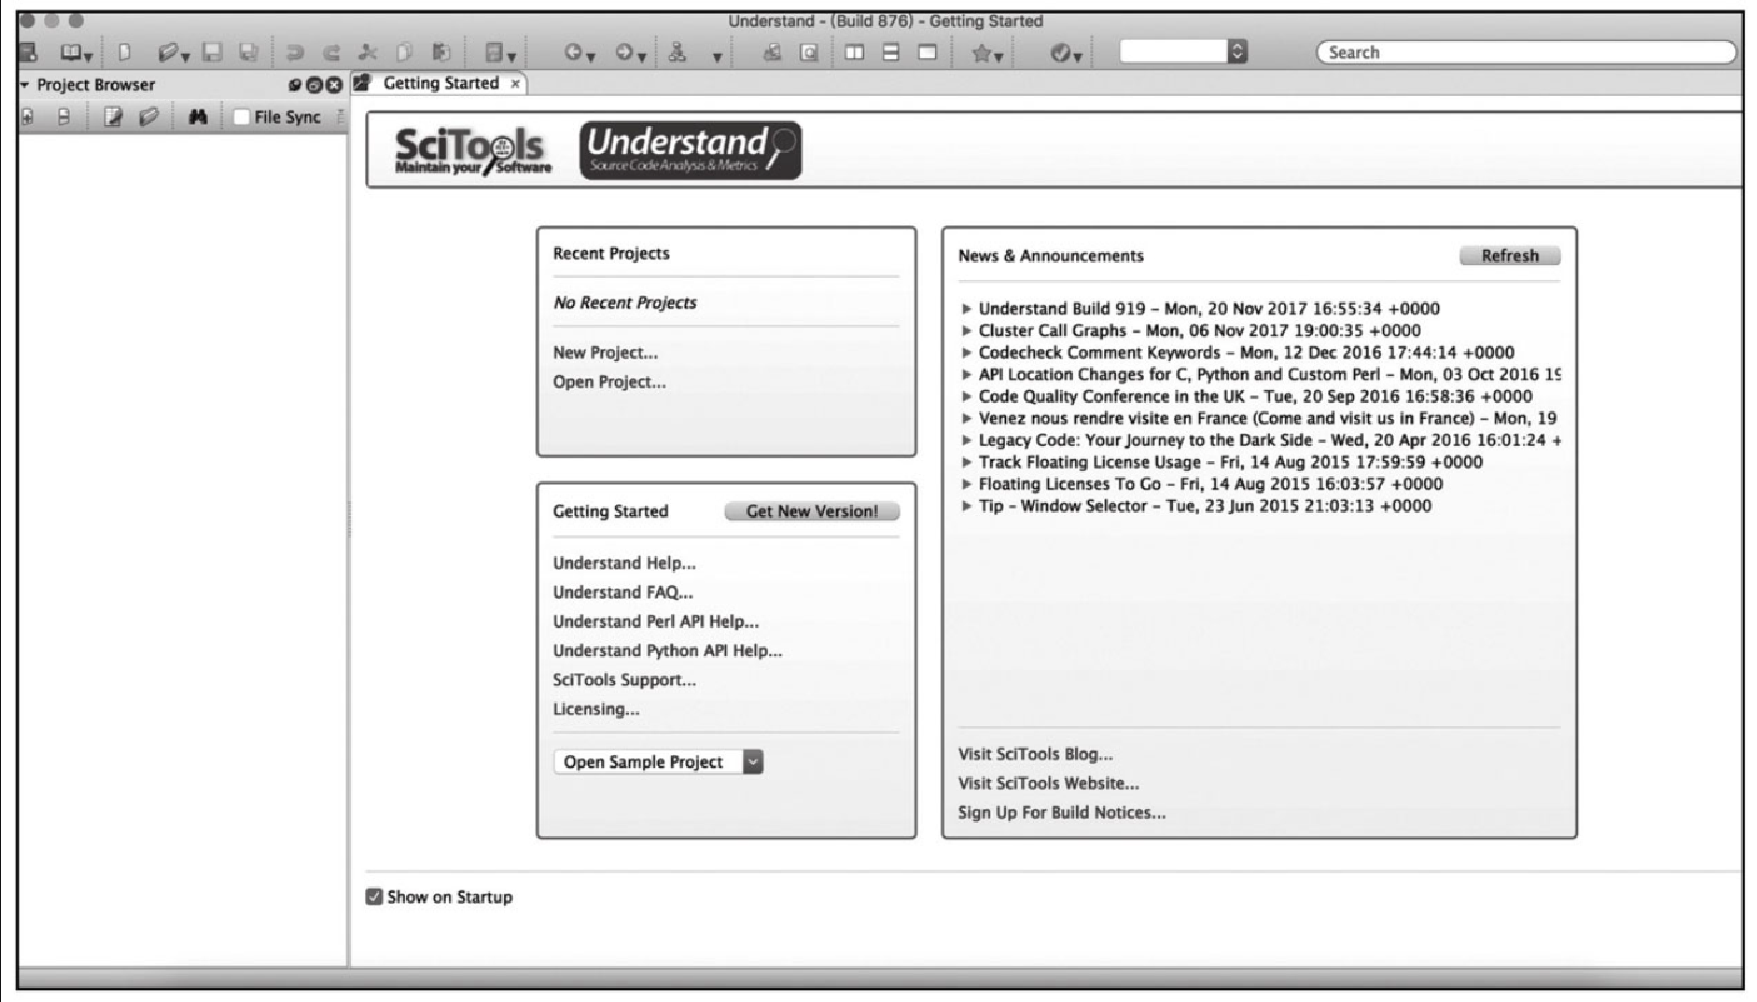 Understand - (Build 876) - Getting Started
Search
Project Browser
Getting Started
File Sync
SciTools
Maintain your Software
Understand
Source Code Analysis & Metrics
Recent Projects
No Recent Projects
New Project...
Open Project...
Getting Started
Get New Version!
Understand Help...
Understand FAQ...
Understand Perl API Help...
Understand Python API Help...
SciTools Support...
Licensing...
Open Sample Project
News & Announcements
Refresh
Understand Build 919 – Mon, 20 Nov 2017 16:55:34 +0000
Cluster Call Graphs – Mon, 06 Nov 2017 19:00:35 +0000
Codecheck Comment Keywords – Mon, 12 Dec 2016 17:44:14 +0000
API Location Changes for C, Python and Custom Perl – Mon, 03 Oct 2016 19
Code Quality Conference in the UK – Tue, 20 Sep 2016 16:58:36 +0000
Venez nous rendre visite en France (Come and visit us in France) – Mon, 19
Legacy Code: Your Journey to the Dark Side – Wed, 20 Apr 2016 16:01:24 +
Track Floating License Usage – Fri, 14 Aug 2015 17:59:59 +0000
Floating Licenses To Go – Fri, 14 Aug 2015 16:03:57 +0000
Tip – Window Selector – Tue, 23 Jun 2015 21:03:13 +0000
Visit SciTools Blog...
Visit SciTools Website...
Sign Up For Build Notices...
Show on Startup